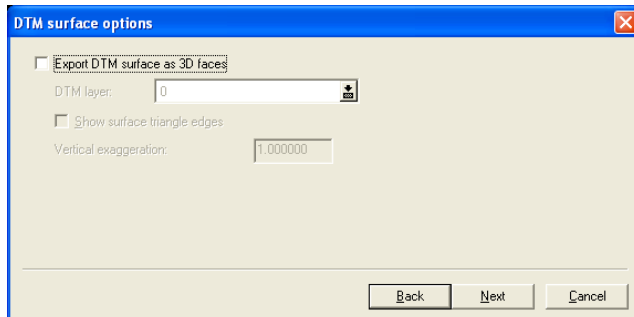 DTM surface options
Export DTM surface as 3D faces
DTM layer: 0
Show surface triangle edges
Vertical exaggeration: 1.000000
Back Next Cancel